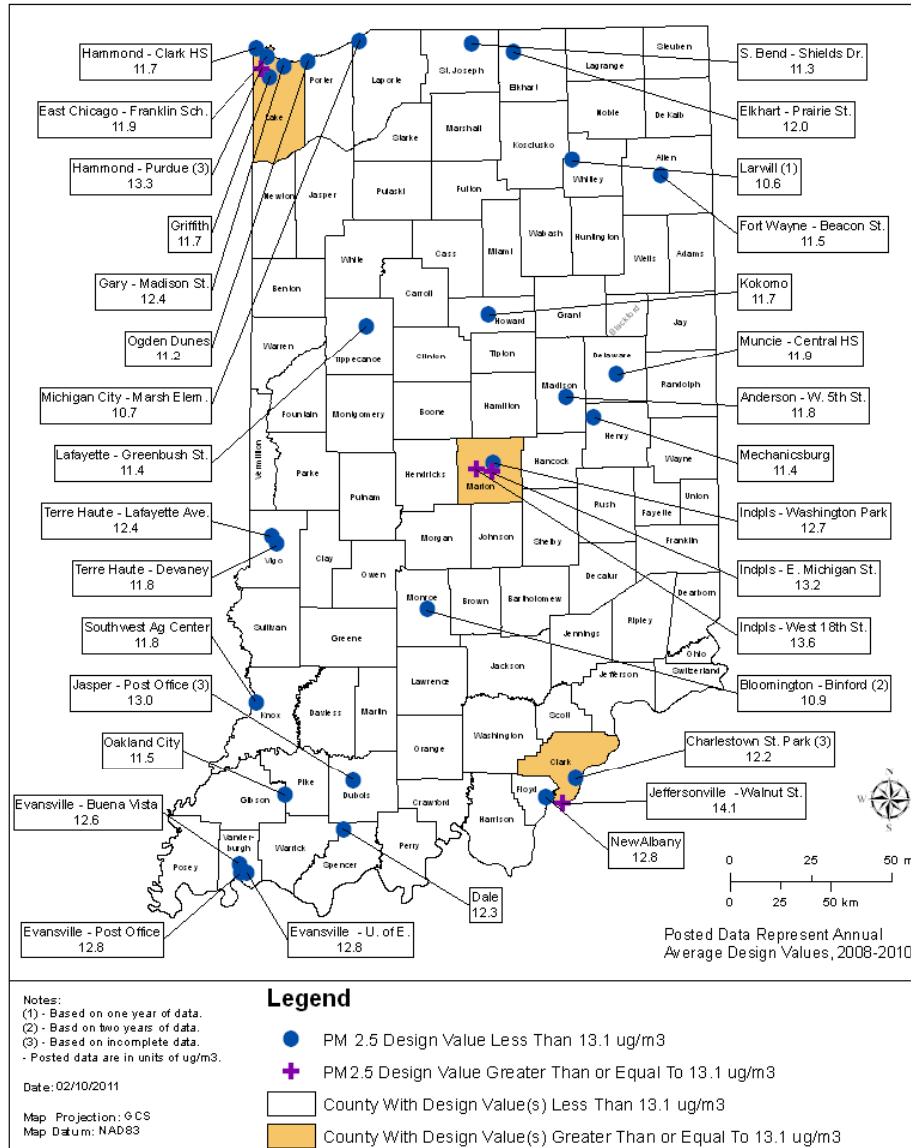 Hammond - Clark HS
11.7
East Chicago - Franklin Sch.
11.9
Hammond - Purdue (3)
13.3
Griffith
11.7
Gary - Madison St.
12.4
Ogden Dunes
11.2
Michigan City - Marsh Elem.
10.7
Lafayette - Greenbush St.
11.4
Terre Haute - Lafayette Ave.
12.4
Terre Haute - Devaney
11.8
Southwest Ag Center
11.8
Jasper - Post Office (3)
13.0
Oakland City
11.5
Evansville - Buena Vista
12.6
Evansville - Post Office
12.8
Evansville - U. of E.
12.8
Dale
12.3
S. Bend - Shields Dr.
11.3
Elkhart - Prairie St.
12.0
Larwill (1)
10.6
Fort Wayne - Beacon St.
11.5
Kokomo
11.7
Muncie - Central HS
11.9
Anderson - W. 5th St.
11.8
Mechanicsburg
11.4
Indpls - Washington Park
12.7
Indpls - E. Michigan St.
13.2
Indpls - West 18th St.
13.6
Bloomington - Binford (2)
10.9
Charlestown St. Park (3)
12.2
Jeffersonville - Walnut St.
14.1
New Albany
12.8
Lake
Porter
Laporte
St. Joseph
Elkhart
Lagrange
Steuben
Noble
De Kalb
Starke
Marshall
Kosciusko
Whitley
Allen
Newton
Jasper
Pulaski
Fulton
Wabash
Huntington
Wells
Adams
White
Cass
Miami
Benton
Carroll
Howard
Grant
Blackford
Jay
Warren
Tippecanoe
Clinton
Tipton
Madison
Delaware
Randolph
Fountain
Montgomery
Boone
Hamilton
Henry
Wayne
Vermillion
Parke
Putnam
Hendricks
Marion
Hancock
Rush
Fayette
Union
Vigo
Clay
Owen
Morgan
Johnson
Shelby
Franklin
Decatur
Dearborn
Sullivan
Greene
Monroe
Brown
Bartholomew
Jennings
Ripley
Ohio
Switzerland
Jefferson
Jackson
Lawrence
Knox
Daviess
Martin
Orange
Washington
Scott
Clark
Floyd
Harrison
Crawford
Dubois
Pike
Gibson
Posey
Vander-
burgh
Warrick
Spencer
Perry
N
W E
S
0 50 m
0 50 km
Posted Data Represent Annual
Average Design Values, 2008-2010
Notes:
(1) - Based on one year of data.
(2) - Basd on two years of data.
(3) - Based on incomplete data.
- Posted data are in units of ug/m3.
Date: 02/10/2011
Map Projection: GCS
Map Datum: NAD83
Legend
PM 2.5 Design Value Less Than 13.1 ug/m3
PM2.5 Design Value Greater Than or Equal To 13.1 ug/m3
County With Design Value(s) Less Than 13.1 ug/m3
County With Design Value(s) Greater Than or Equal To 13.1 ug/m3